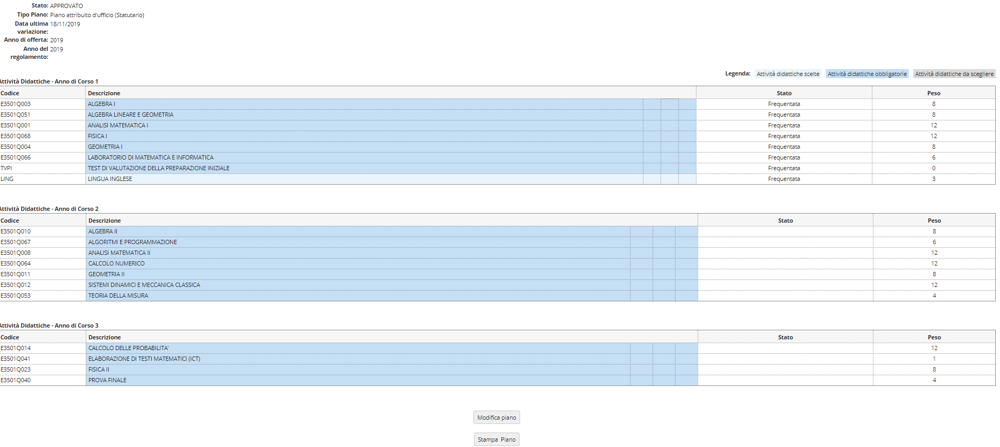 Stato: APPROVATO
Tipo Piano: Piano attribuito d'ufficio (Statutario)
Data ultima variazione: 18/11/2019
Anno di offerta: 2019
Anno del regolamento: 2019
Legenda: Attività didattiche scelte Attività didattiche obbligatorie Attività didattiche da scegliere
Attività Didattiche - Anno di Corso 1
Codice Descrizione Stato Peso
E3501Q003 ALGEBRA I Frequentata 8
E3501Q051 ALGEBRA LINEARE E GEOMETRIA Frequentata 8
E3501Q001 ANALISI MATEMATICA I Frequentata 12
E3501Q068 FISICA I Frequentata 12
E3501Q004 GEOMETRIA I Frequentata 8
E3501Q066 LABORATORIO DI MATEMATICA E INFORMATICA Frequentata 6
TVPI TEST DI VALUTAZIONE DELLA PREPARAZIONE INIZIALE Frequentata 0
LING LINGUA INGLESE Frequentata 3
Attività Didattiche - Anno di Corso 2
Codice Descrizione Stato Peso
E3501Q010 ALGEBRA II 8
E3501Q067 ALGORITMI E PROGRAMMAZIONE 6
E3501Q008 ANALISI MATEMATICA II 12
E3501Q064 CALCOLO NUMERICO 12
E3501Q011 GEOMETRIA II 8
E3501Q012 SISTEMI DINAMICI E MECCANICA CLASSICA 12
E3501Q053 TEORIA DELLA MISURA 4
Attività Didattiche - Anno di Corso 3
Codice Descrizione Stato Peso
E3501Q014 CALCOLO DELLE PROBABILITA' 12
E3501Q041 ELABORAZIONE DI TESTI MATEMATICI (ICT) 1
E3501Q023 FISICA II 8
E3501Q040 PROVA FINALE 4
Modifica piano
Stampa Piano